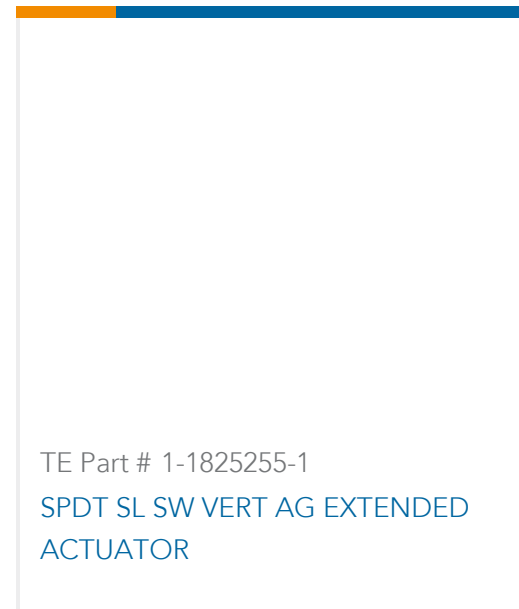 TE Part # 1-1825255-1
SPDT SL SW VERT AG EXTENDED
ACTUATOR